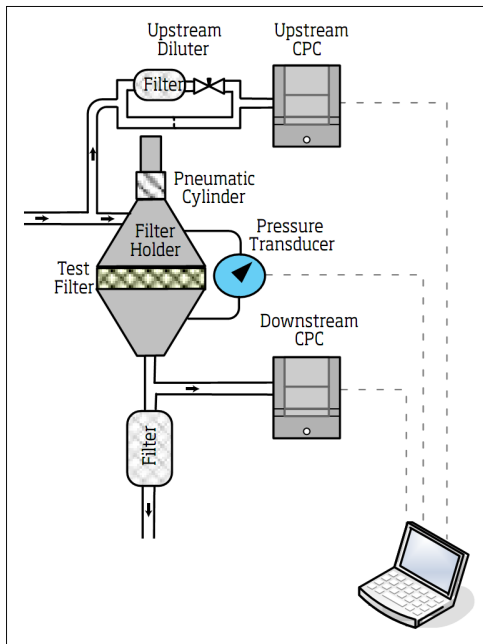 Upstream
Diluter
Upstream
CPC
Filter
Pneumatic
Cylinder
Filter
Holder
Pressure
Transducer
Test
Filter
Downstream
CPC
Filter